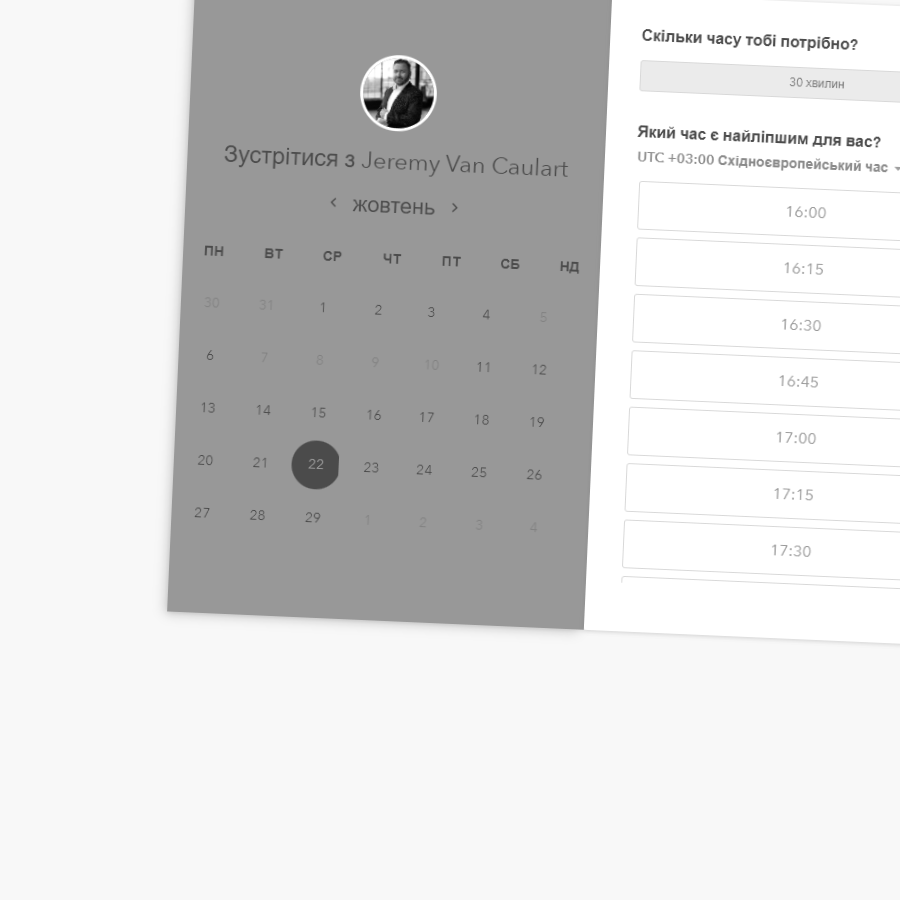 Зустрітися з Jeremy Van Caulart
жовтень
ПН ВТ СР ЧТ ПТ СБ НД
30 31 1 2 3 4 5
6 7 8 9 10 11 12
13 14 15 16 17 18 19
20 21 22 23 24 25 26
27 28 29 1 2 3 4
Скільки часу тобі потрібно?
30 хвилин
Який час є найліпшим для вас?
UTC +03:00 Східноєвропейський час
16:00
16:15
16:30
16:45
17:00
17:15
17:30